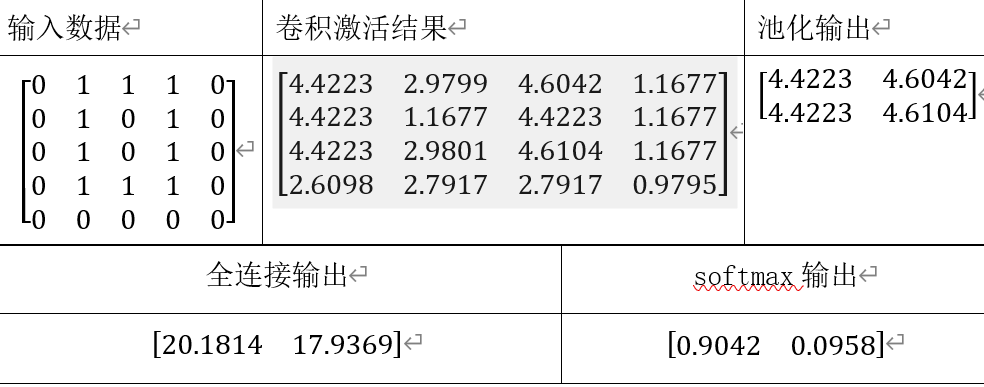 输入数据 卷积激活结果 池化输出
0 1 1 1 0
0 1 0 1 0
0 1 0 1 0
0 1 1 1 0
0 0 0 0 0
4.4223 2.9799 4.6042 1.1677
4.4223 1.1677 4.4223 1.1677
4.4223 2.9801 4.6104 1.1677
2.6098 2.7917 2.7917 0.9795
4.4223 4.6042
4.4223 4.6104
全连接输出 softmax 输出
[20.1814 17.9369] [0.9042 0.0958]